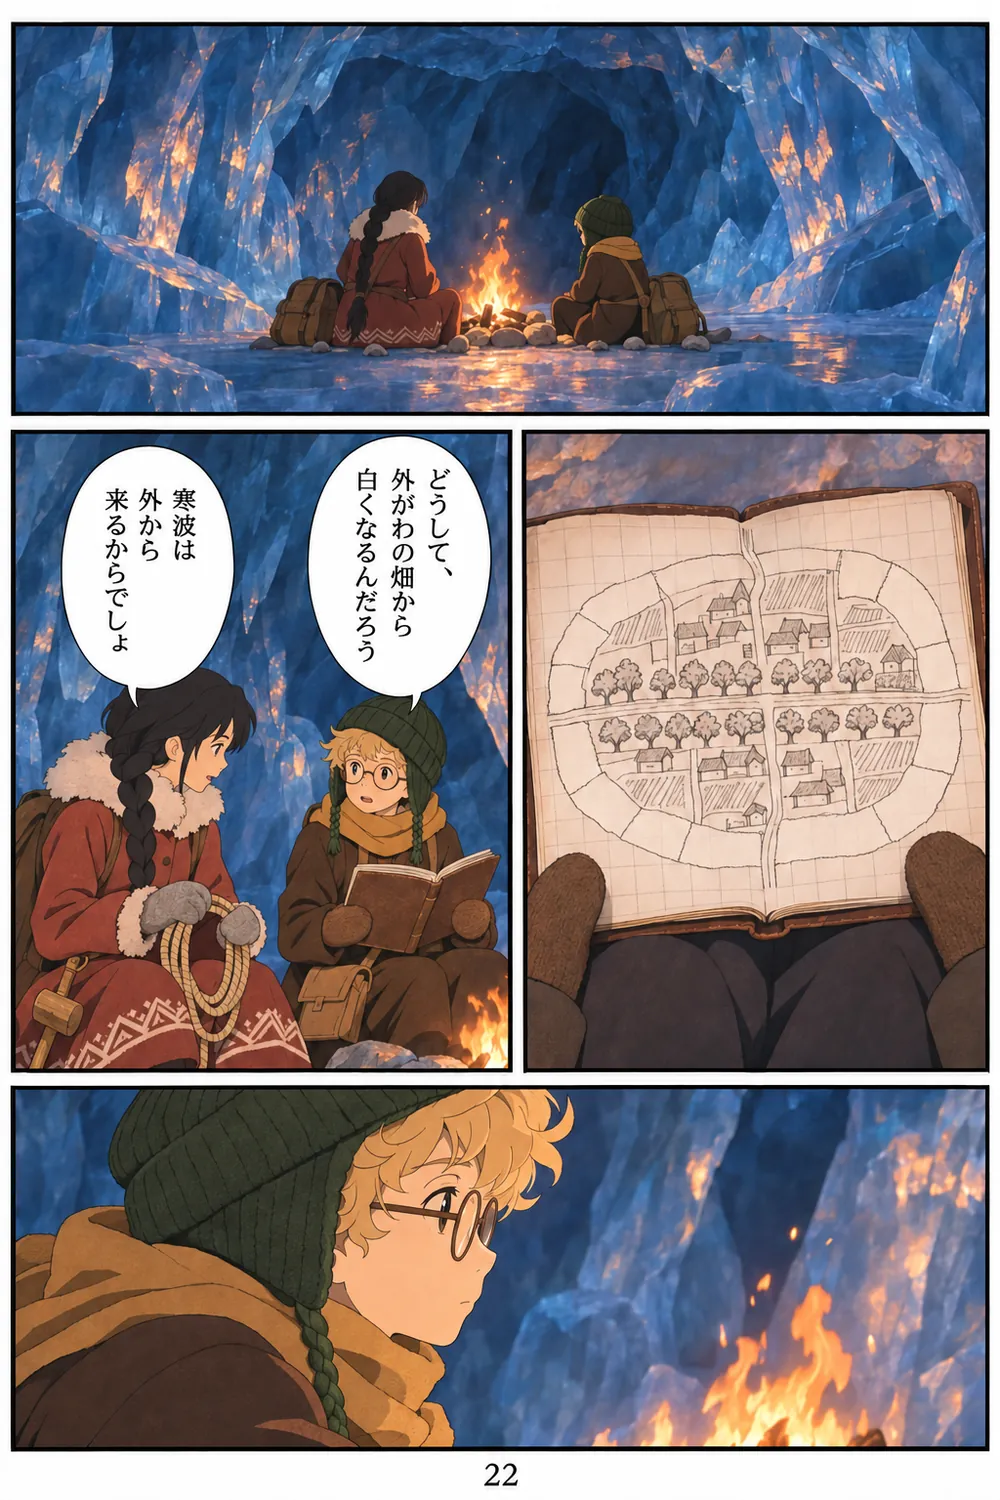 どうして、
外がわの畑から
白くなるんだろう
寒波は
外から
来るからでしょ
22